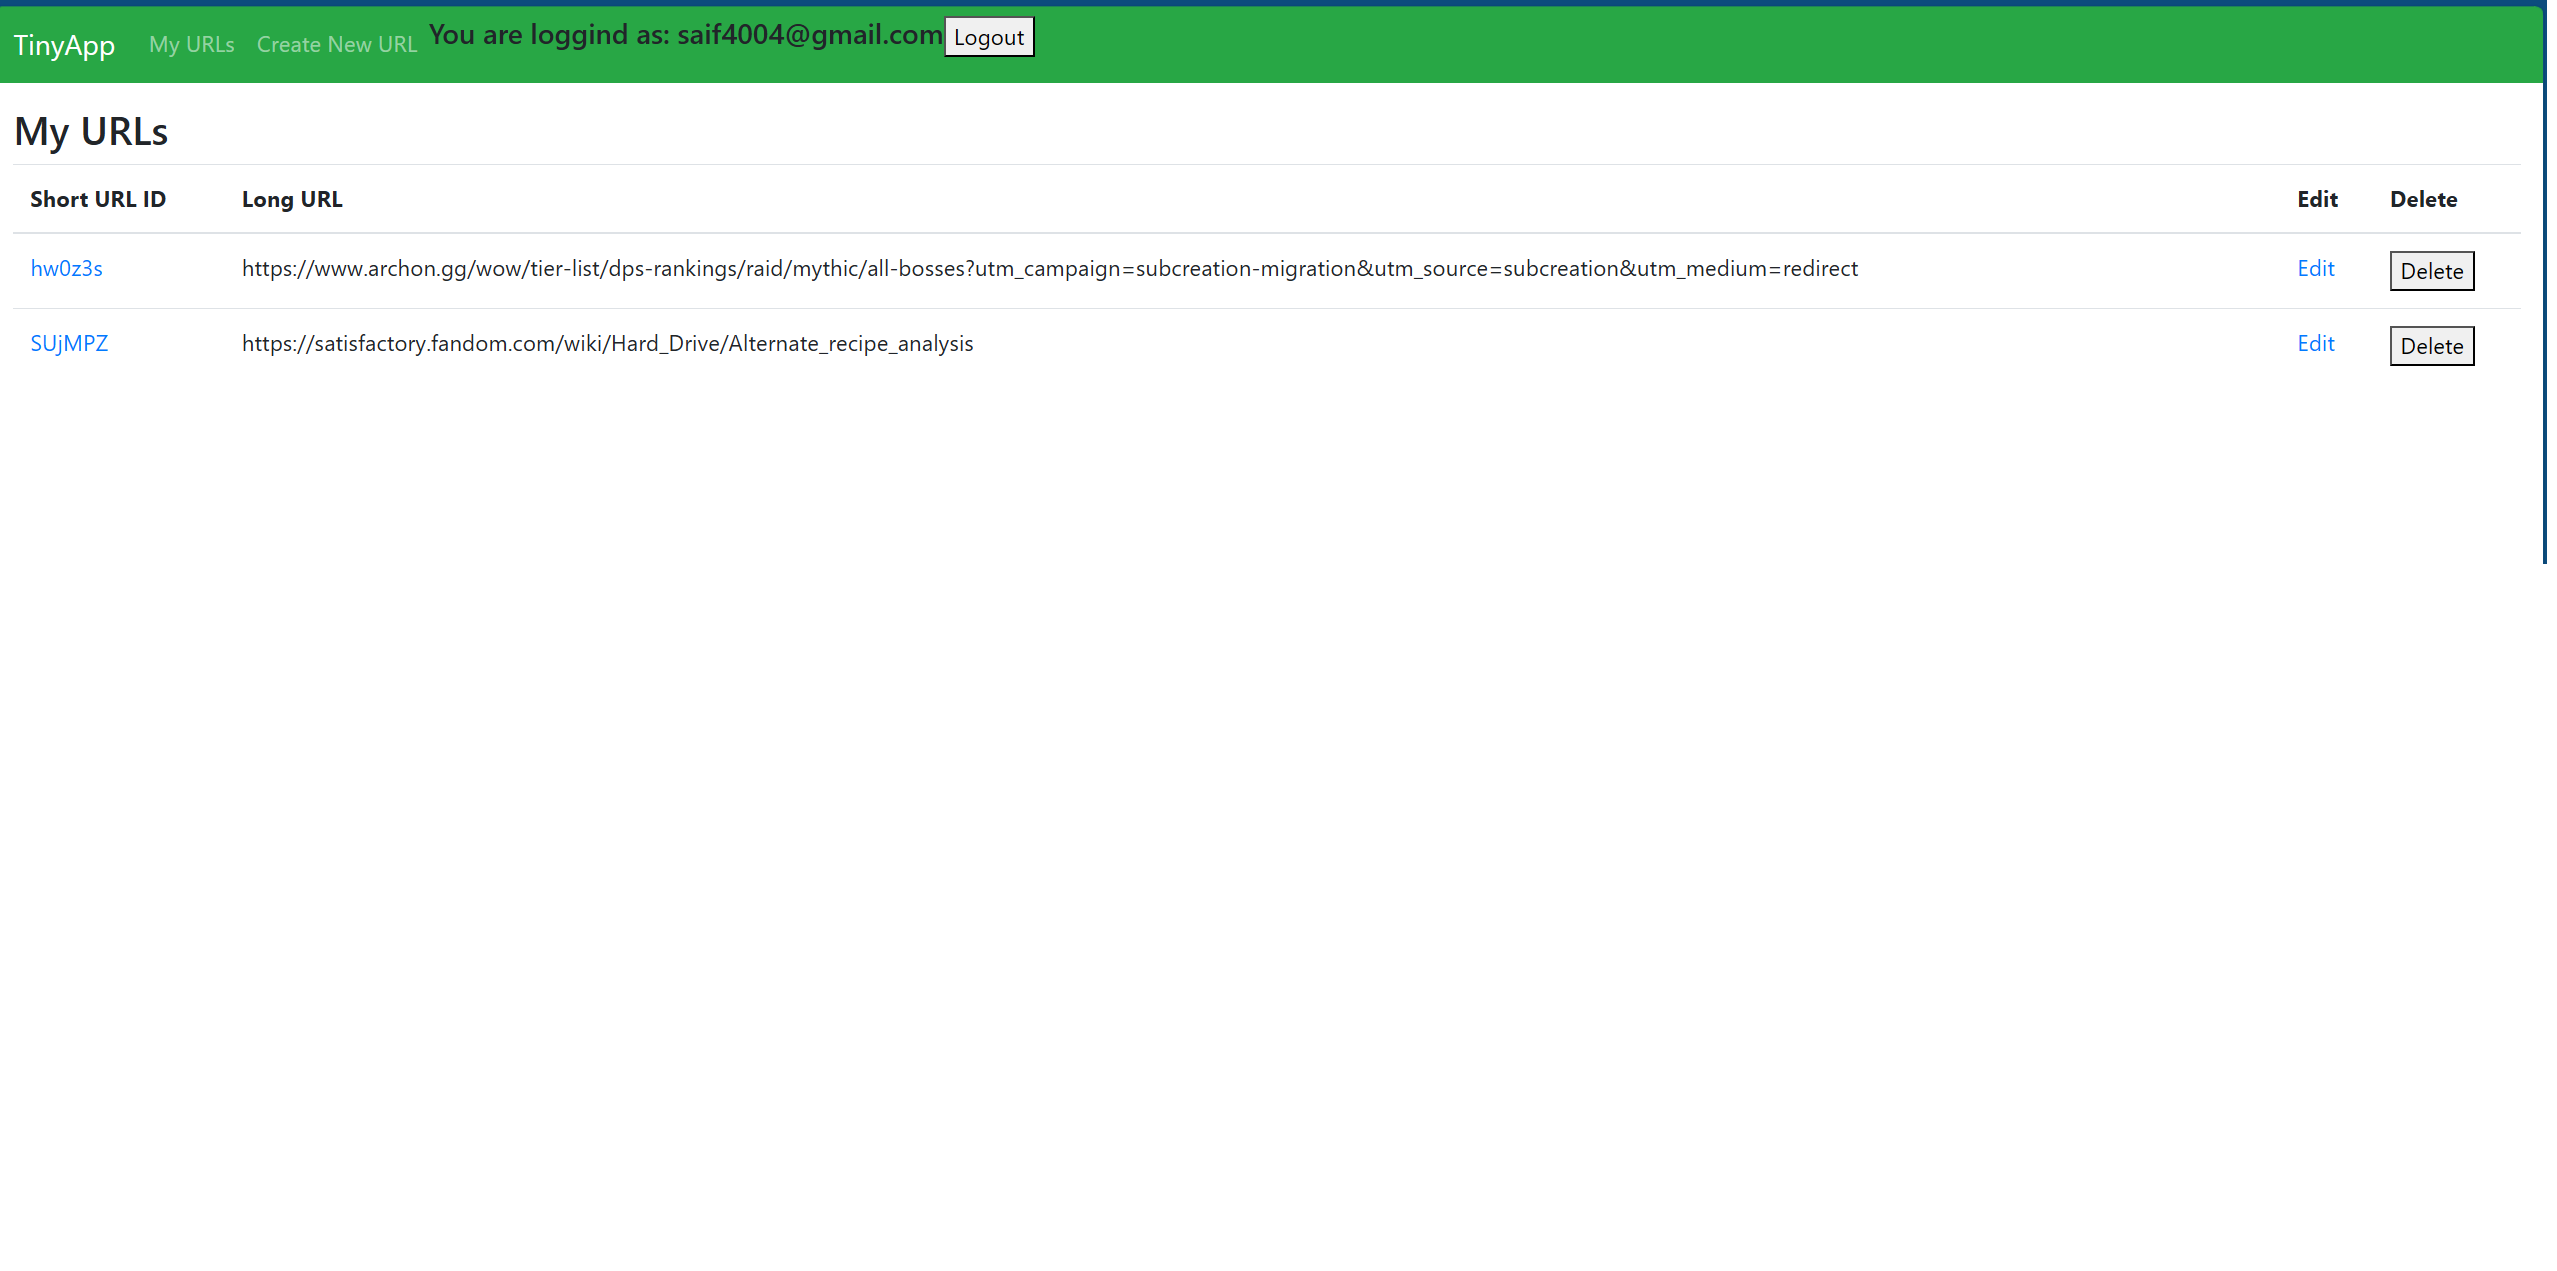 TinyApp My URLs Create New URL You are loggind as: saif4004@gmail.com Logout
My URLs
Short URL ID Long URL Edit Delete
hw0z3s https://www.archon.gg/wow/tier-list/dps-rankings/raid/mythic/all-bosses?utm_campaign=subcreation-migration&utm_source=subcreation&utm_medium=redirect Edit Delete
SUjMPZ https://satisfactory.fandom.com/wiki/Hard_Drive/Alternate_recipe_analysis Edit Delete